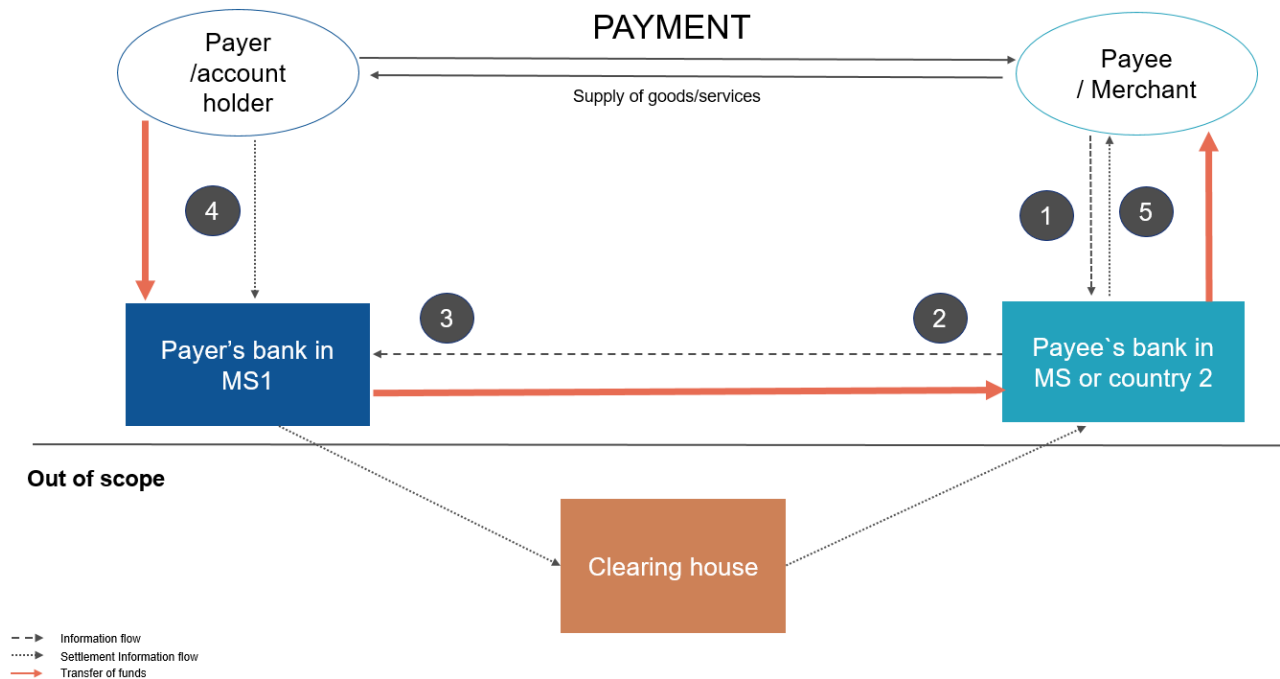 PAYMENT
Payer
/account
holder
Payee
/ Merchant
Supply of goods/services
4
1
5
3
2
Payer’s bank in
MS1
Payee`s bank in
MS or country 2
Out of scope
Clearing house
Information flow
Settlement Information flow
Transfer of funds